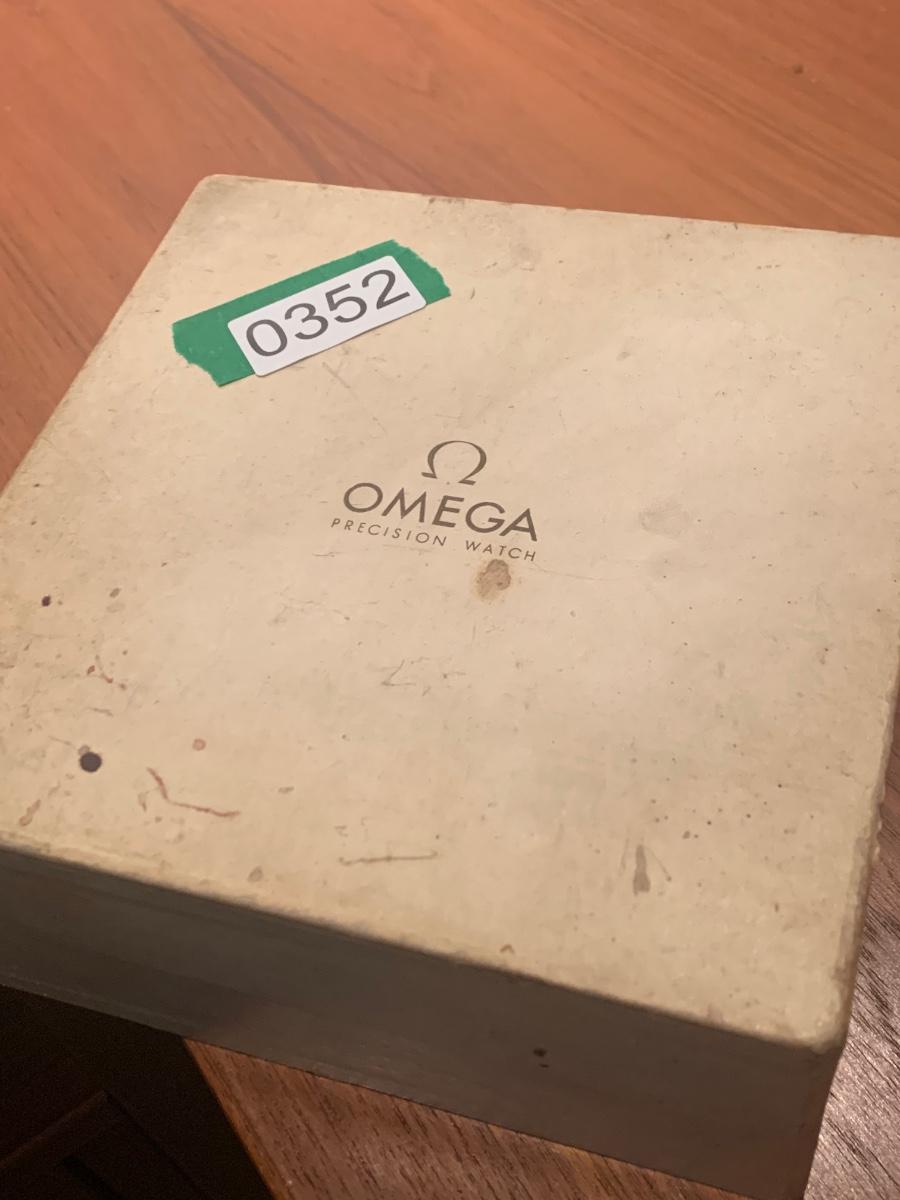 0352
Ω
OMEGA
PRECISION WATCH